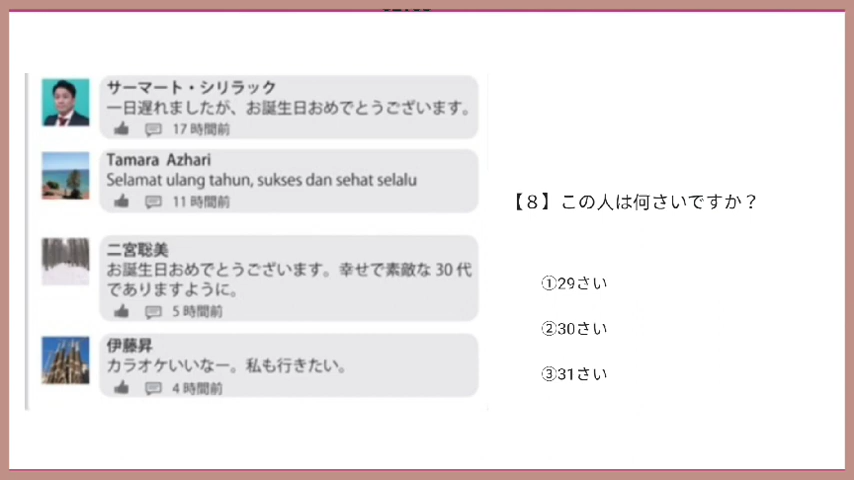 サーマート・シリラック
一日遅れましたが、お誕生日おめでとうございます。
17 時間前
Tamara Azhari
Selamat ulang tahun, sukses dan sehat selalu
11 時間前
二宮聡美
お誕生日おめでとうございます。幸せで素敵な 30 代
でありますように。
5 時間前
伊藤昇
カラオケいいなー。私も行きたい。
4 時間前
【８】この人は何さいですか？
①29さい
②30さい
③31さい